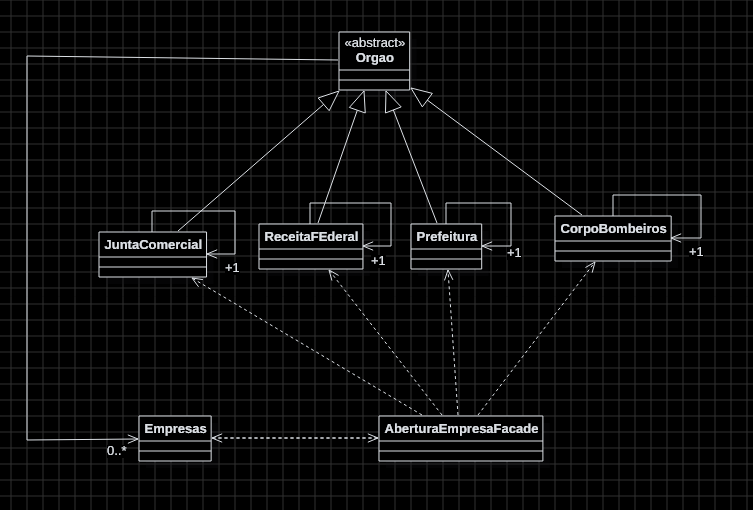 «abstract»
Orgao
JuntaComercial
+1
ReceitaFEderal
+1
Prefeitura
+1
CorpoBombeiros
+1
Empresas
0..*
AberturaEmpresaFacade